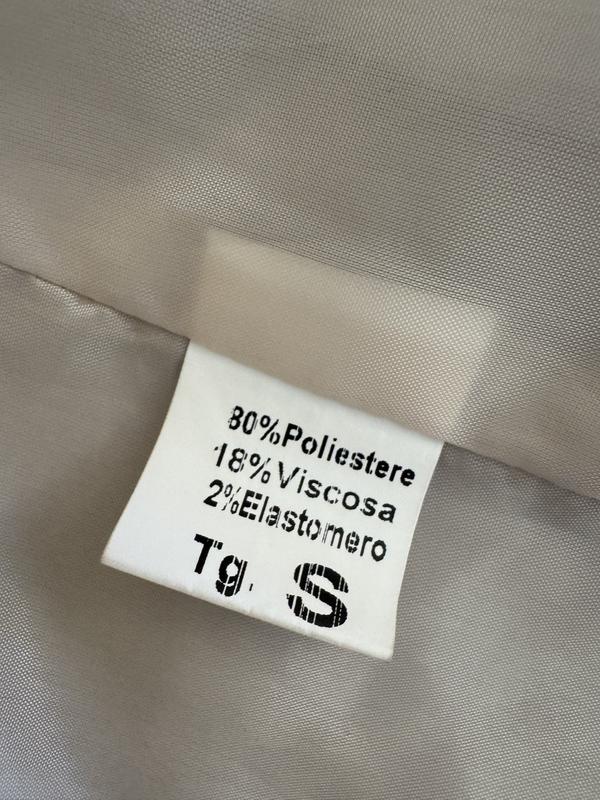 80%Poliestere
18%Viscosa
2%Elastomero
Tg. S